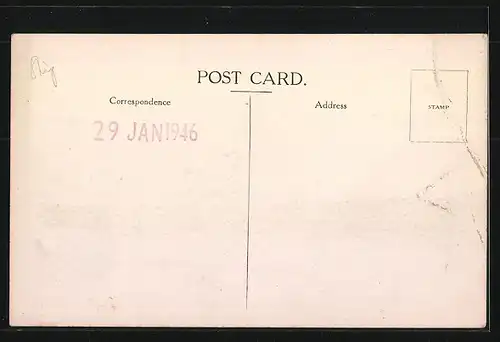 POST CARD.
Correspondence
Address
STAMP
29 JAN 1946